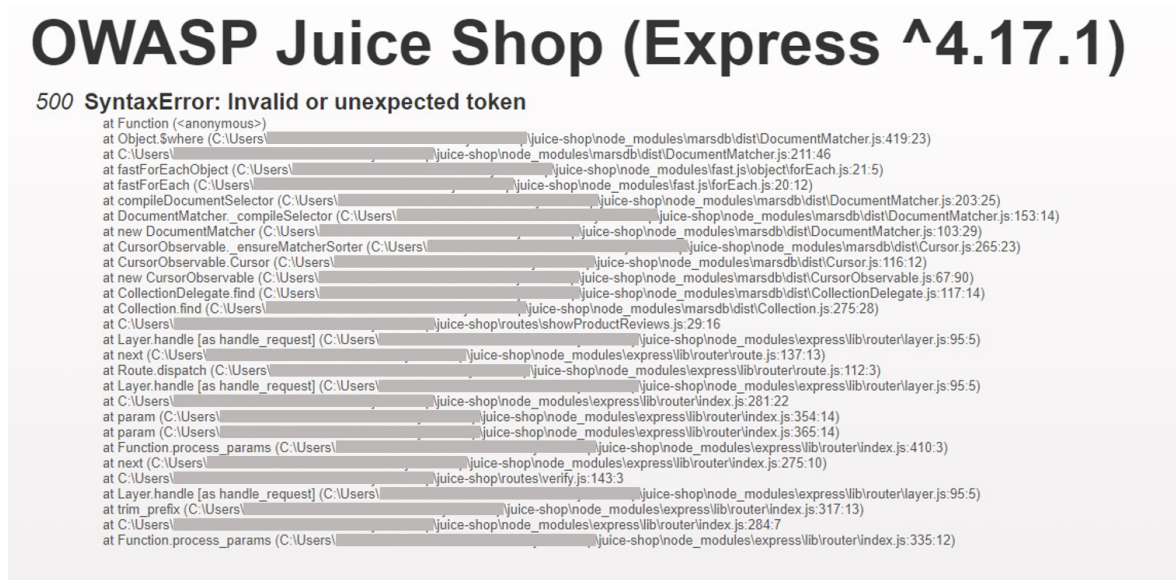 OWASP Juice Shop (Express ^4.17.1)
500 SyntaxError: Invalid or unexpected token
at Function (<anonymous>)
at Object.$where (C:\Users\ \juice-shop\node_modules\marsdb\dist\DocumentMatcher.js:419:23)
at C:\Users\ \juice-shop\node_modules\marsdb\dist\DocumentMatcher.js:211:46
at fastForEachObject (C:\Users\ \juice-shop\node_modules\fast.js\object\forEach.js:21:5)
at fastForEach (C:\Users\ \juice-shop\node_modules\fast.js\forEach.js:20:12)
at compileDocumentSelector (C:\Users\ \juice-shop\node_modules\marsdb\dist\DocumentMatcher.js:203:25)
at DocumentMatcher._compileSelector (C:\Users\ \juice-shop\node_modules\marsdb\dist\DocumentMatcher.js:153:14)
at new DocumentMatcher (C:\Users\ \juice-shop\node_modules\marsdb\dist\DocumentMatcher.js:103:29)
at CursorObservable._ensureMatcherSorter (C:\Users\ \juice-shop\node_modules\marsdb\dist\Cursor.js:265:23)
at CursorObservable.Cursor (C:\Users\ \juice-shop\node_modules\marsdb\dist\Cursor.js:116:12)
at new CursorObservable (C:\Users\ \juice-shop\node_modules\marsdb\dist\CursorObservable.js:67:90)
at CollectionDelegate.find (C:\Users\ \juice-shop\node_modules\marsdb\dist\CollectionDelegate.js:117:14)
at Collection.find (C:\Users\ \juice-shop\node_modules\marsdb\dist\Collection.js:275:28)
at C:\Users\ \juice-shop\routes\showProductReviews.js:29:16
at Layer.handle [as handle_request] (C:\Users\ \juice-shop\node_modules\express\lib\router\layer.js:95:5)
at next (C:\Users\ \juice-shop\node_modules\express\lib\router\route.js:137:13)
at Route.dispatch (C:\Users\ \juice-shop\node_modules\express\lib\router\route.js:112:3)
at Layer.handle [as handle_request] (C:\Users\ \juice-shop\node_modules\express\lib\router\layer.js:95:5)
at C:\Users\ \juice-shop\node_modules\express\lib\router\index.js:281:22
at param (C:\Users\ \juice-shop\node_modules\express\lib\router\index.js:354:14)
at param (C:\Users\ \juice-shop\node_modules\express\lib\router\index.js:365:14)
at Function.process_params (C:\Users\ \juice-shop\node_modules\express\lib\router\index.js:410:3)
at next (C:\Users\ \juice-shop\node_modules\express\lib\router\index.js:275:10)
at C:\Users\ \juice-shop\routes\verify.js:143:3
at Layer.handle [as handle_request] (C:\Users\ \juice-shop\node_modules\express\lib\router\layer.js:95:5)
at trim_prefix (C:\Users\ \juice-shop\node_modules\express\lib\router\index.js:317:13)
at C:\Users\ \juice-shop\node_modules\express\lib\router\index.js:284:7
at Function.process_params (C:\Users\ \juice-shop\node_modules\express\lib\router\index.js:335:12)